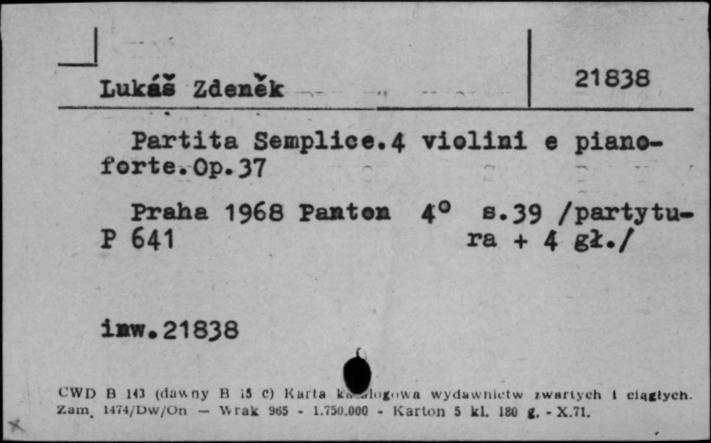 Lukáš Zdeněk 21838
Partita Semplice.4 violini e piano-
forte.Op.37
Praha 1968 Panton 4° s.39 /partytu-
P 641 ra + 4 gł./
inw.21838
CWD B 143 (dawny B 15 c) Karta katalogowa wydawnictw zwartych i ciągłych.
Zam. 1474/Dw/On — Wrak 965 - 1.750.000 - Karton 5 kl. 180 g. - X.71.